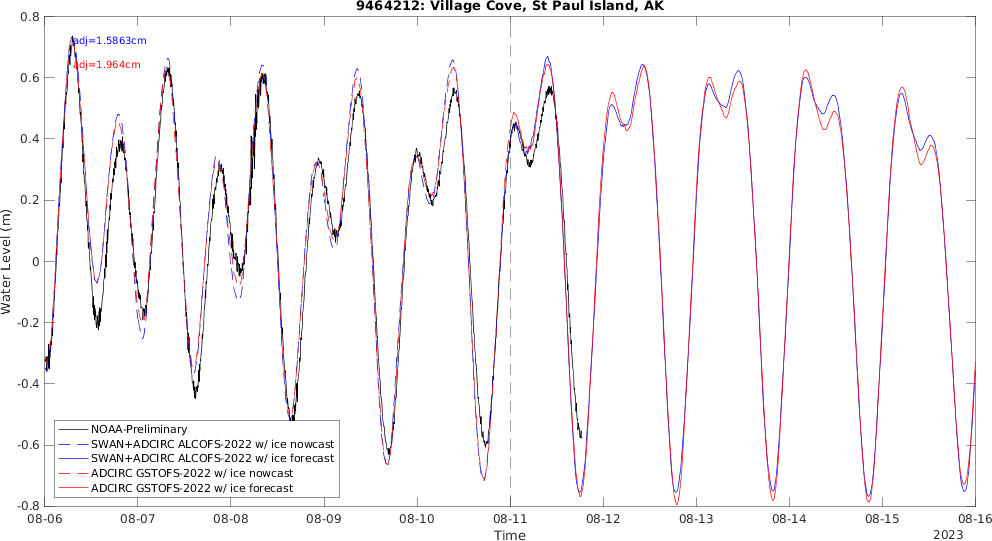 9464212: Village Cove, St Paul Island, AK
adj=1.5863cm
adj=1.964cm
Water Level (m)
0.8
0.6
0.4
0.2
0
-0.2
-0.4
-0.6
-0.8
NOAA-Preliminary
SWAN+ADCIRC ALCOFS-2022 w/ ice nowcast
SWAN+ADCIRC ALCOFS-2022 w/ ice forecast
ADCIRC GSTOFS-2022 w/ ice nowcast
ADCIRC GSTOFS-2022 w/ ice forecast
08-06 08-07 08-08 08-09 08-10 08-11 08-12 08-13 08-14 08-15 08-16
Time
2023